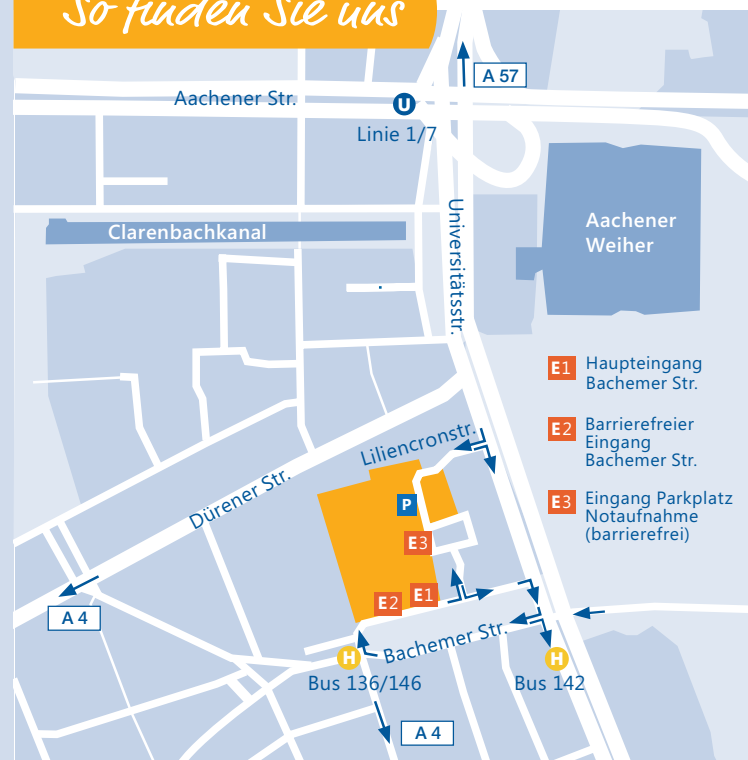 So finden Sie uns
A 57
Aachener Str.
U
Linie 1/7
Universitätsstr.
Clarenbachkanal
Aachener
Weiher
E1 Haupteingang
Bachemer Str.
E2 Barrierefreier
Eingang
Bachemer Str.
E3 Eingang Parkplatz
Notaufnahme
(barrierefrei)
Liliencronstr.
Dürener Str.
P
E3
E2
E1
A 4
Bachemer Str.
H
Bus 136/146
H
Bus 142
A 4